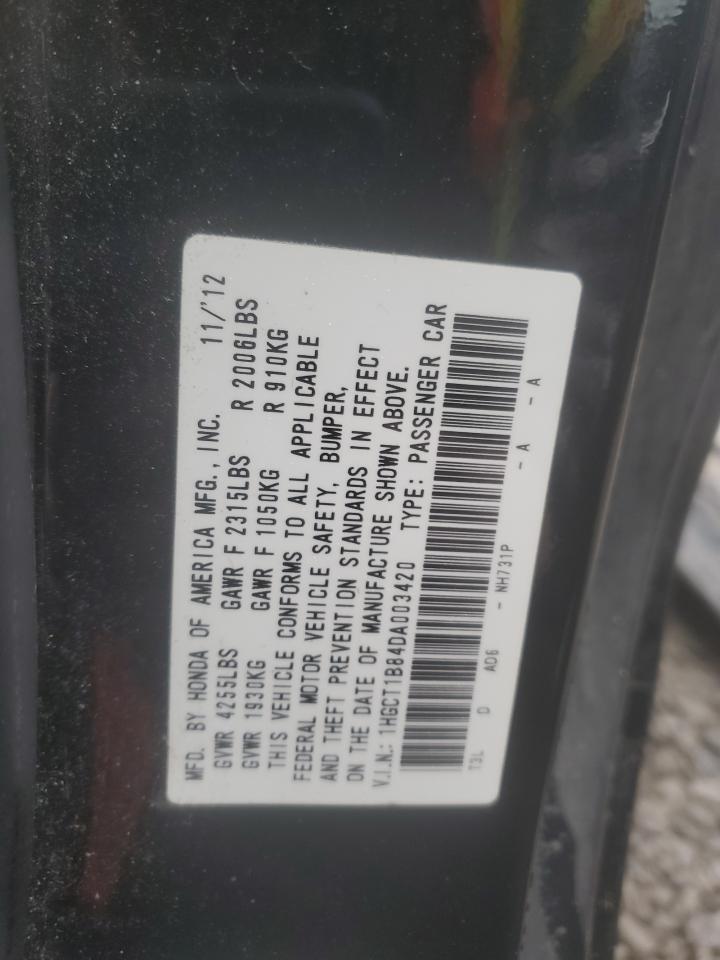 MFD. BY HONDA OF AMERICA MFG., INC. 11/'12
GVWR 4255LBS GAWR F 2315LBS R 2006LBS
GVWR 1930KG GAWR F 1050KG R 910KG
THIS VEHICLE CONFORMS TO ALL APPLICABLE
FEDERAL MOTOR VEHICLE SAFETY, BUMPER,
AND THEFT PREVENTION STANDARDS IN EFFECT
ON THE DATE OF MANUFACTURE SHOWN ABOVE.
V.I.N.: 1HGCT1B84DA003420 TYPE: PASSENGER CAR
T3L D AD6 - NH731P - A - A